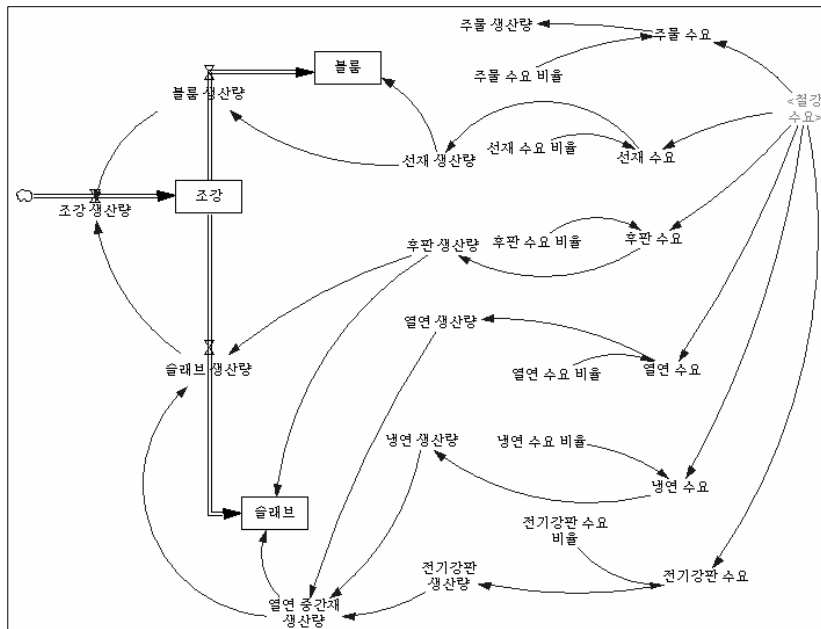 주물 생산량
주물 수요
블룸
주물 수요 비율
블룸 생산량
<철강
수요>
선재 생산량
선재 수요 비율
선재 수요
조강
조강 생산량
후판 생산량
후판 수요 비율
후판 수요
열연 생산량
슬래브 생산량
열연 수요 비율
열연 수요
냉연 생산량
냉연 수요 비율
냉연 수요
슬래브
전기강판 수요
비율
전기강판
생산량
전기강판 수요
열연 중간재
생산량